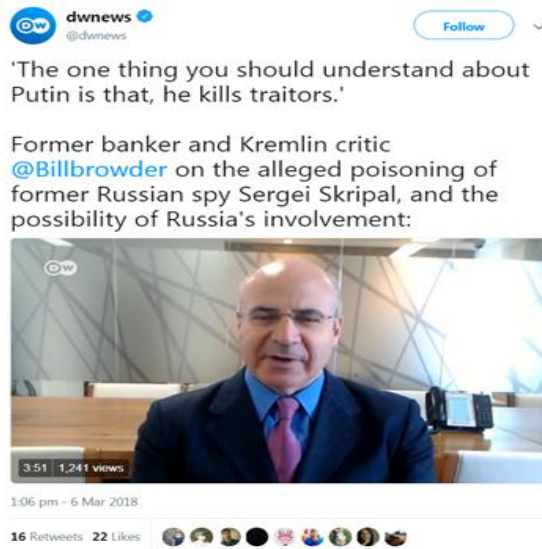 dwnews
@dwnews
Follow
'The one thing you should understand about
Putin is that, he kills traitors.'
Former banker and Kremlin critic
@Billbrowder on the alleged poisoning of
former Russian spy Sergei Skripal, and the
possibility of Russia's involvement:
DW
3:51 1,241 views
1:06 pm - 6 Mar 2018
16 Retweets 22 Likes